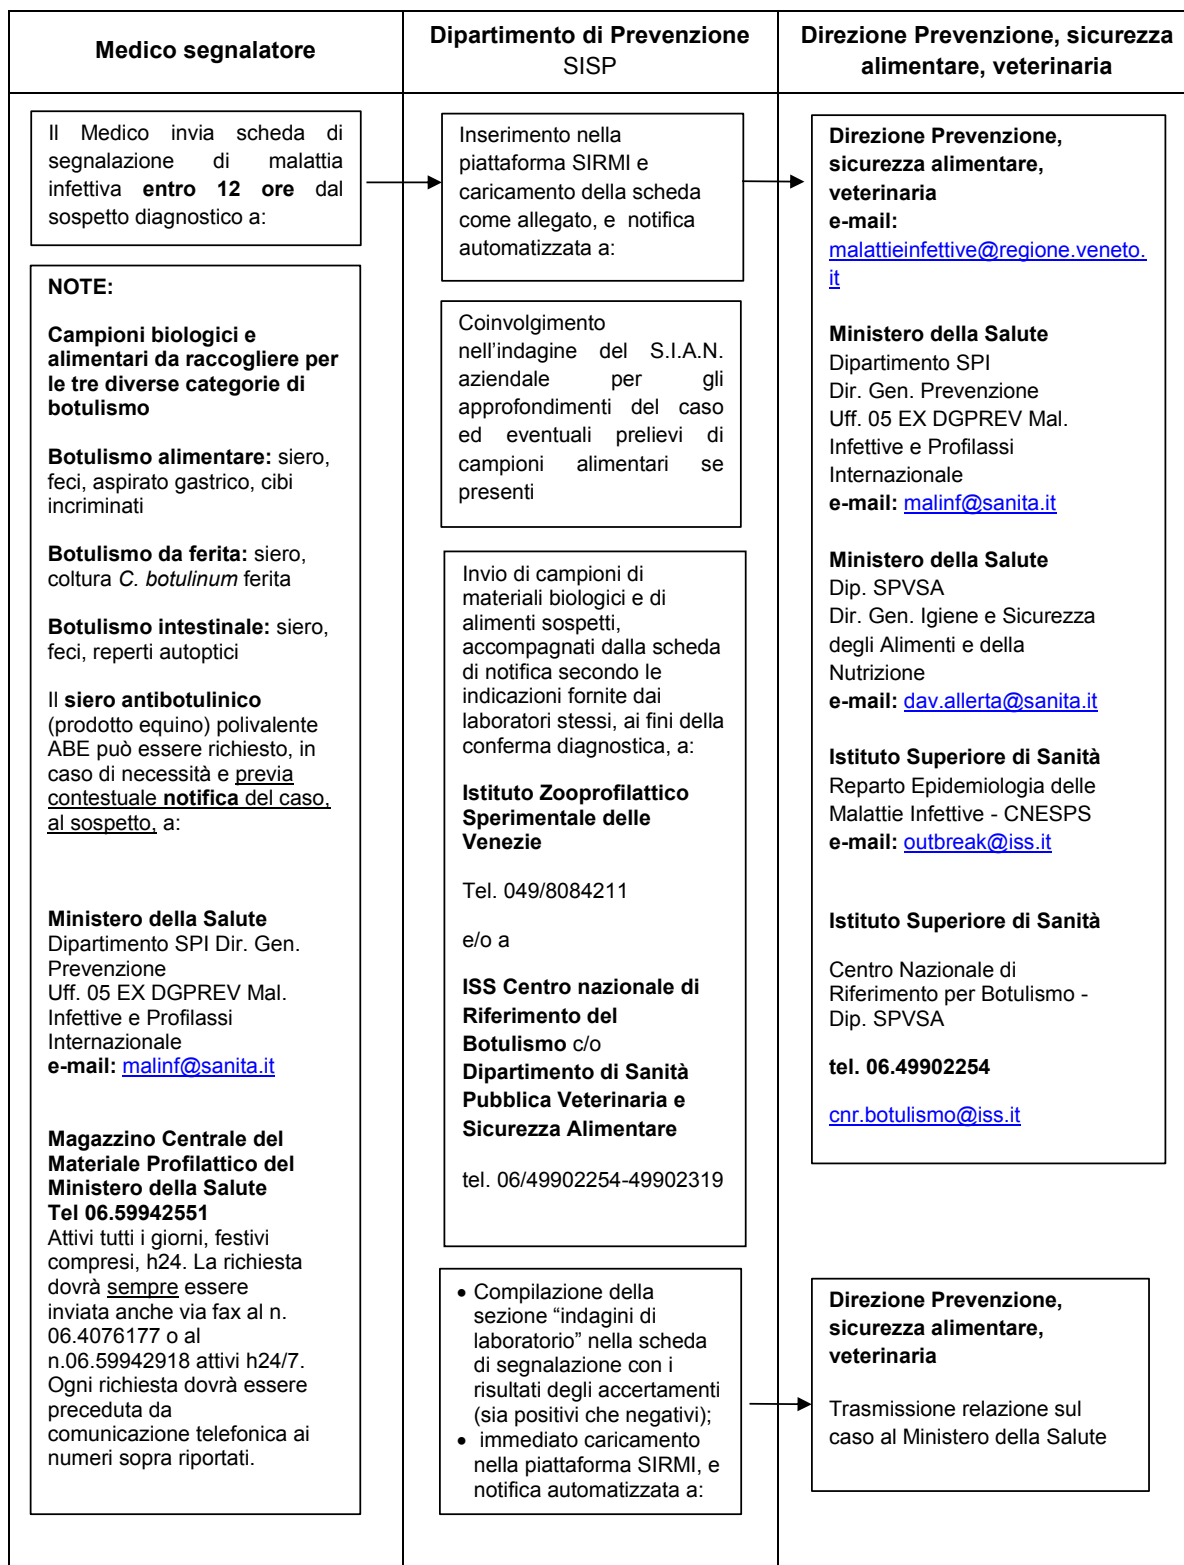 Medico segnalatore
Dipartimento di Prevenzione
SISP
Direzione Prevenzione, sicurezza
alimentare, veterinaria
Il Medico invia scheda di
segnalazione di malattia
infettiva entro 12 ore dal
sospetto diagnostico a:
NOTE:
Campioni biologici e
alimentari da raccogliere per
le tre diverse categorie di
botulismo
Botulismo alimentare: siero,
feci, aspirato gastrico, cibi
incriminati
Botulismo da ferita: siero,
coltura C. botulinum ferita
Botulismo intestinale: siero,
feci, reperti autoptici
Il siero antibotulinico
(prodotto equino) polivalente
ABE può essere richiesto, in
caso di necessità e previa
contestuale notifica del caso,
al sospetto, a:
Ministero della Salute
Dipartimento SPI Dir. Gen.
Prevenzione
Uff. 05 EX DGPREV Mal.
Infettive e Profilassi
Internazionale
e-mail: malinf@sanita.it
Magazzino Centrale del
Materiale Profilattico del
Ministero della Salute
Tel 06.59942551
Attivi tutti i giorni, festivi
compresi, h24. La richiesta
dovrà sempre essere
inviata anche via fax al n.
06.4076177 o al
n.06.59942918 attivi h24/7.
Ogni richiesta dovrà essere
preceduta da
comunicazione telefonica ai
numeri sopra riportati.
Inserimento nella
piattaforma SIRMI e
caricamento della scheda
come allegato, e notifica
automatizzata a:
Coinvolgimento
nell'indagine del S.I.A.N.
aziendale per gli
approfondimenti del caso
ed eventuali prelievi di
campioni alimentari se
presenti
Invio di campioni di
materiali biologici e di
alimenti sospetti,
accompagnati dalla scheda
di notifica secondo le
indicazioni fornite dai
laboratori stessi, ai fini della
conferma diagnostica, a:
Istituto Zooprofilattico
Sperimentale delle
Venezie
Tel. 049/8084211
e/o a
ISS Centro nazionale di
Riferimento del
Botulismo c/o
Dipartimento di Sanità
Pubblica Veterinaria e
Sicurezza Alimentare
tel. 06/49902254-49902319
• Compilazione della
sezione “indagini di
laboratorio” nella scheda
di segnalazione con i
risultati degli accertamenti
(sia positivi che negativi);
• immediato caricamento
nella piattaforma SIRMI, e
notifica automatizzata a:
Direzione Prevenzione,
sicurezza alimentare,
veterinaria
e-mail:
malattieinfettive@regione.veneto.
it
Ministero della Salute
Dipartimento SPI
Dir. Gen. Prevenzione
Uff. 05 EX DGPREV Mal.
Infettive e Profilassi
Internazionale
e-mail: malinf@sanita.it
Ministero della Salute
Dip. SPVSA
Dir. Gen. Igiene e Sicurezza
degli Alimenti e della
Nutrizione
e-mail: dav.allerta@sanita.it
Istituto Superiore di Sanità
Reparto Epidemiologia delle
Malattie Infettive - CNESPS
e-mail: outbreak@iss.it
Istituto Superiore di Sanità
Centro Nazionale di
Riferimento per Botulismo -
Dip. SPVSA
tel. 06.49902254
cnr.botulismo@iss.it
Direzione Prevenzione,
sicurezza alimentare,
veterinaria
Trasmissione relazione sul
caso al Ministero della Salute